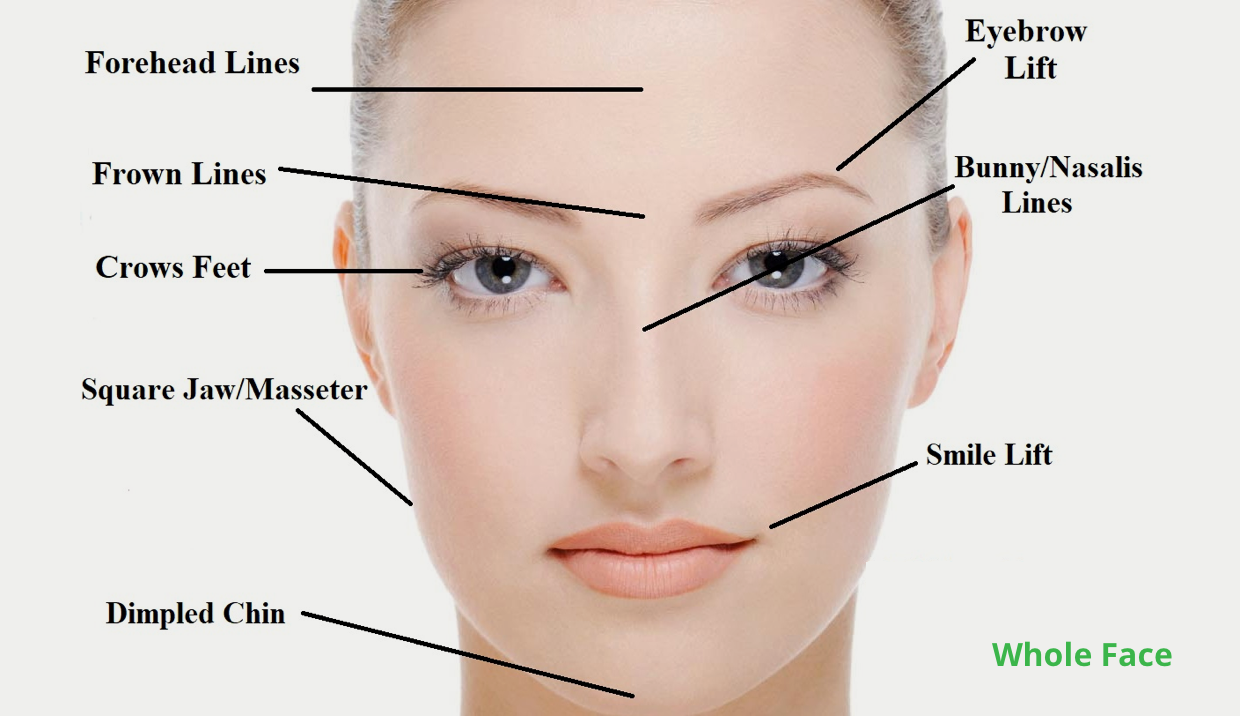 Forehead Lines
Eyebrow
Lift
Frown Lines
Bunny/Nasalis
Lines
Crows Feet
Square Jaw/Masseter
Smile Lift
Dimpled Chin
Whole Face